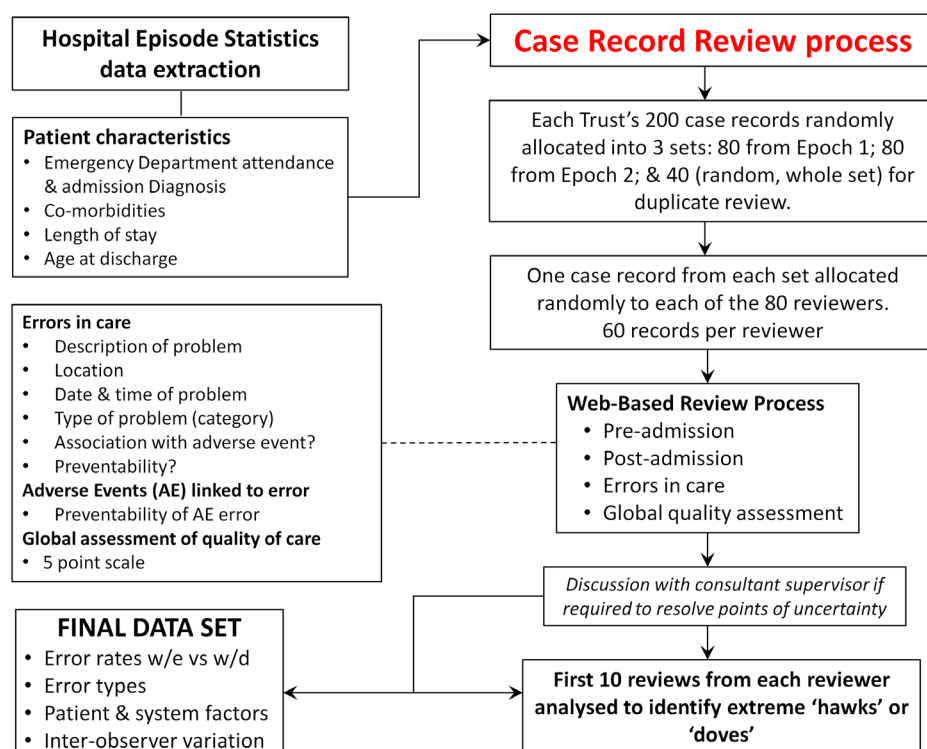 Hospital Episode Statistics
data extraction
Patient characteristics
• Emergency Department attendance
& admission Diagnosis
• Co-morbidities
• Length of stay
• Age at discharge
Case Record Review process
Each Trust's 200 case records randomly
allocated into 3 sets: 80 from Epoch 1; 80
from Epoch 2; & 40 (random, whole set) for
duplicate review.
One case record from each set allocated
randomly to each of the 80 reviewers.
60 records per reviewer
Errors in care
• Description of problem
• Location
• Date & time of problem
• Type of problem (category)
• Association with adverse event?
• Preventability?
Adverse Events (AE) linked to error
• Preventability of AE error
Global assessment of quality of care
• 5 point scale
Web-Based Review Process
• Pre-admission
• Post-admission
• Errors in care
• Global quality assessment
Discussion with consultant supervisor if
required to resolve points of uncertainty
FINAL DATA SET
• Error rates w/e vs w/d
• Error types
• Patient & system factors
• Inter-observer variation
First 10 reviews from each reviewer
analysed to identify extreme 'hawks' or
'doves'